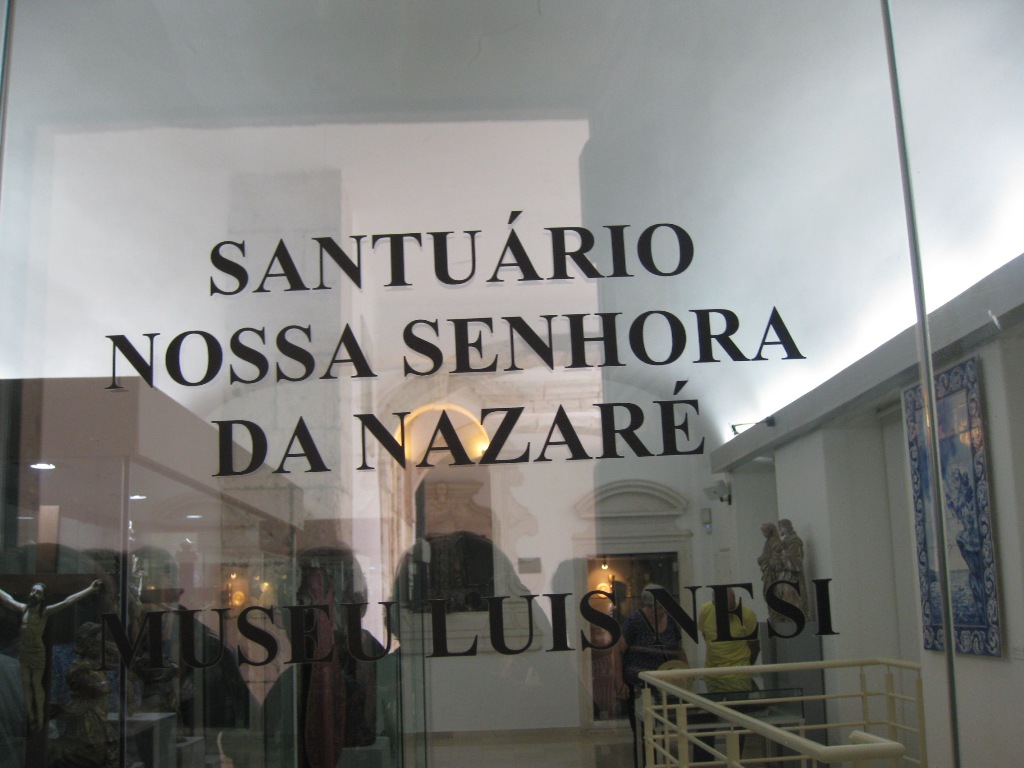 SANTUÁRIO
NOSSA SENHORA
DA NAZARÉ
MUSEU LUIS NESI